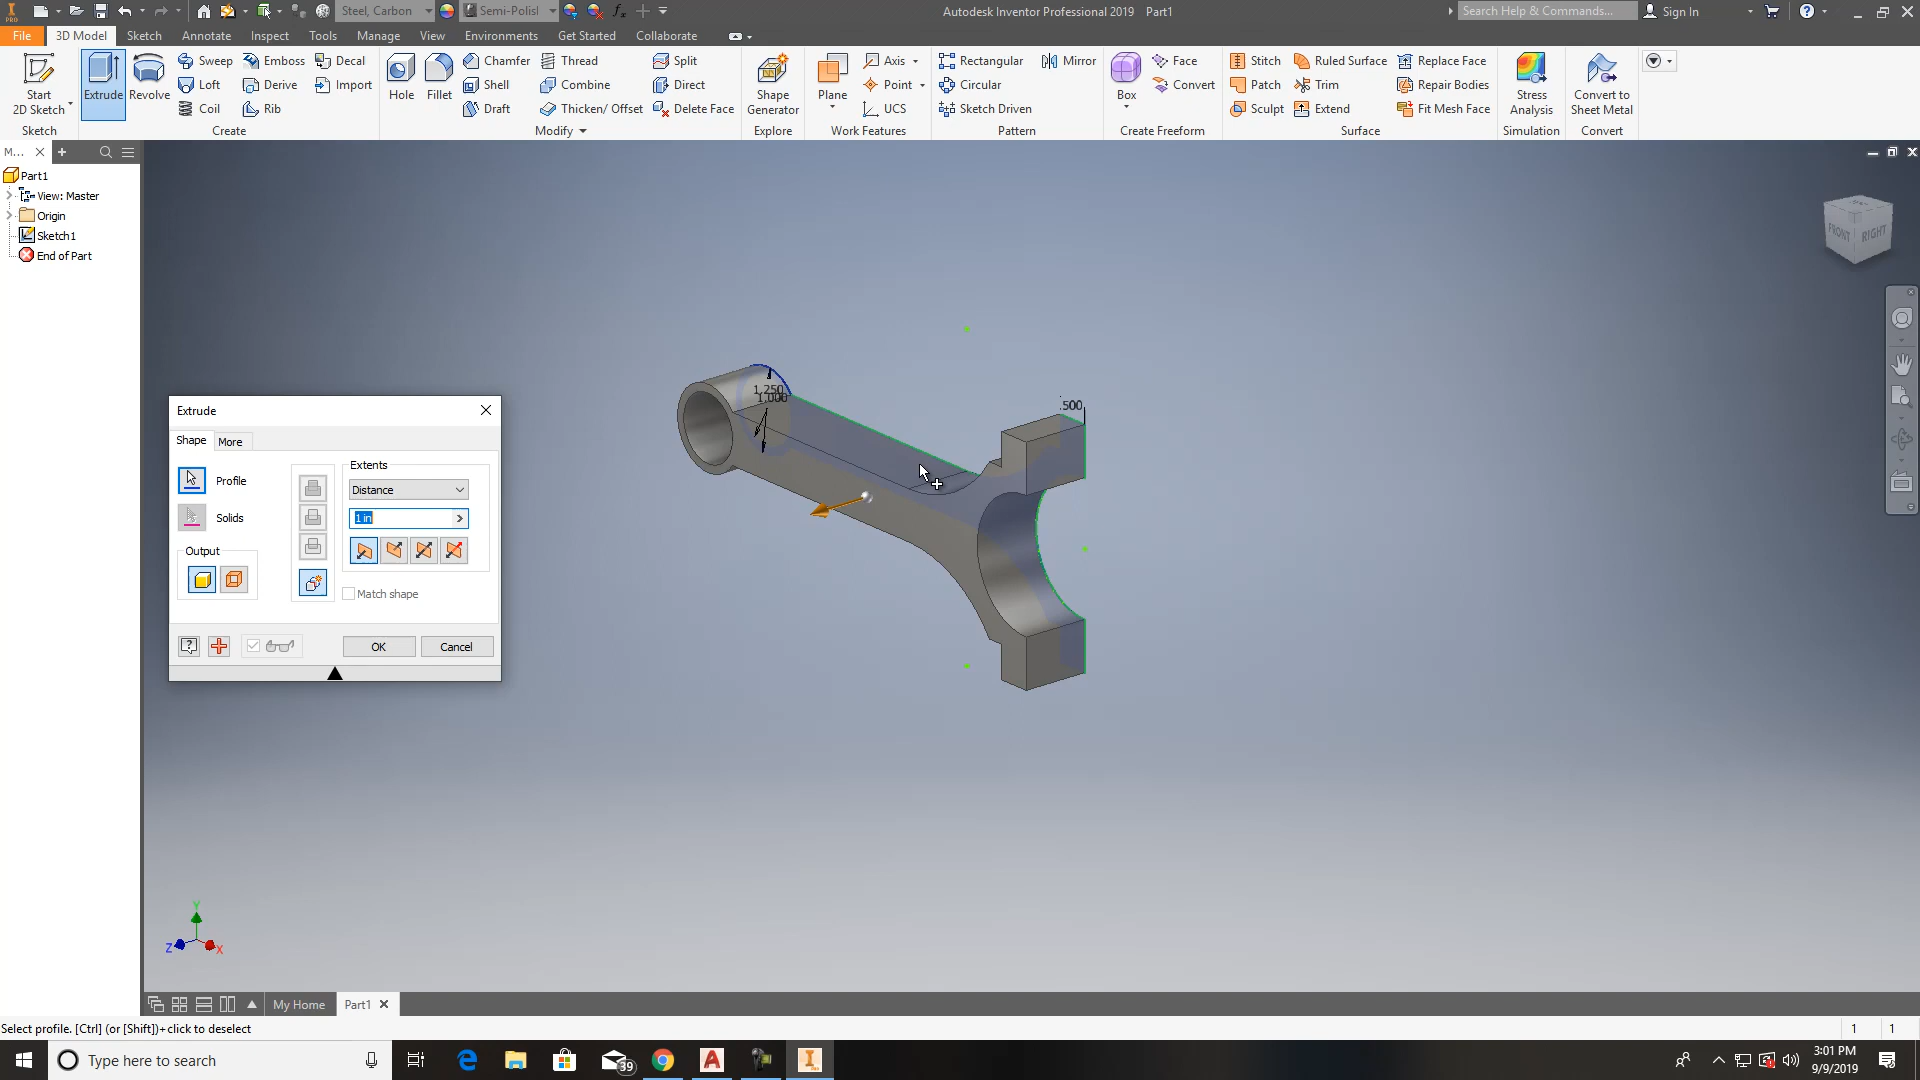 Steel, Carbon
Semi-Polisl
Autodesk Inventor Professional 2019 Part1
Search Help & Commands...
Sign In
File
3D Model
Sketch
Annotate
Inspect
Tools
Manage
View
Environments
Get Started
Collaborate
Start
2D Sketch
Sketch
Extrude
Revolve
Sweep
Loft
Coil
Emboss
Derive
Rib
Decal
Import
Create
Hole
Fillet
Chamfer
Shell
Draft
Thread
Combine
Thicken/ Offset
Split
Direct
Delete Face
Modify
Shape
Generator
Explore
Plane
Axis
Point
UCS
Work Features
Rectangular
Circular
Sketch Driven
Mirror
Pattern
Box
Face
Convert
Create Freeform
Stitch
Patch
Sculpt
Ruled Surface
Trim
Extend
Replace Face
Repair Bodies
Fit Mesh Face
Surface
Stress
Analysis
Simulation
Convert to
Sheet Metal
Convert
M...
Part1
View: Master
Origin
Sketch1
End of Part
FRONT
RIGHT
1.250
1.000
.500
Extrude
Shape
More
Profile
Solids
Output
Extents
Distance
1 in
Match shape
OK
Cancel
Y
Z
X
My Home
Part1
Select profile. [Ctrl] (or [Shift])+click to deselect
1
1
Type here to search
39
3:01 PM
9/9/2019